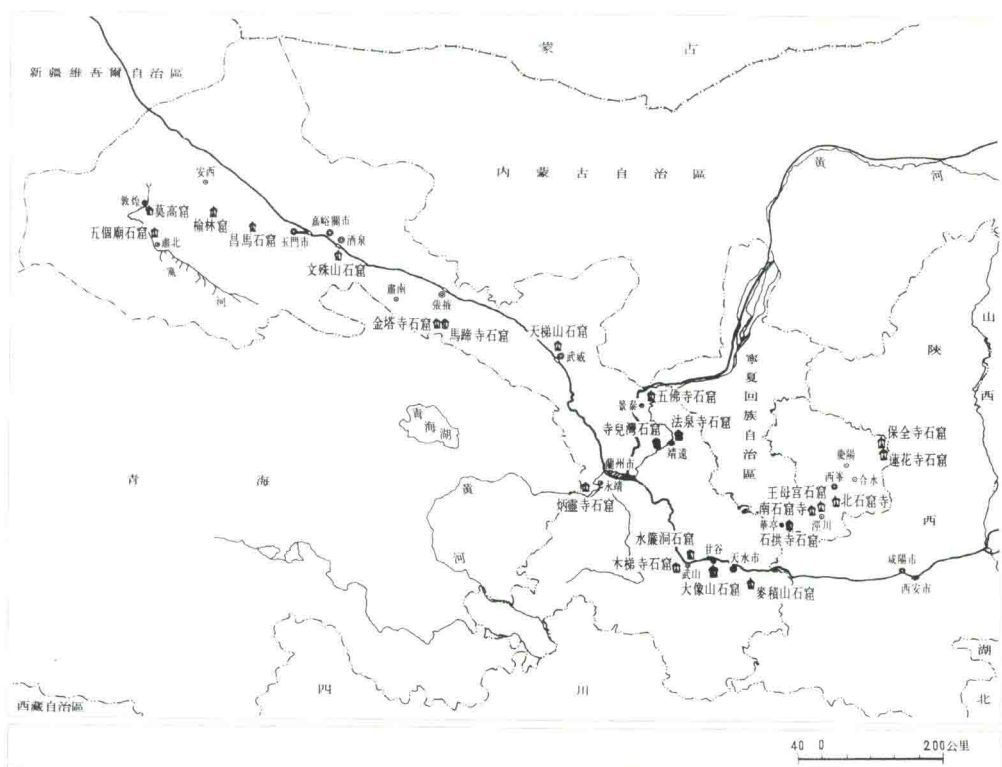 蒙古
新疆維吾爾自治區
内蒙古自治區
黃河
安西
敦煌
莫高窟
榆林窟
昌馬石窟
玉門市
嘉峪關市
酒泉
五個廟石窟
肅北
黨河
文殊山石窟
肅南
張掖
金塔寺石窟
馬蹄寺石窟
天梯山石窟
武威
山西
陝西
寧夏回族自治區
青海湖
景泰
五佛寺石窟
寺兒灣石窟
法泉寺石窟
靖遠
保全寺石窟
蓮花寺石窟
慶陽
合水
西峯
青海
蘭州市
永靖
炳靈寺石窟
黃河
王母宫石窟
北石窟寺
南石窟寺
涇川
華亭
石拱寺石窟
水簾洞石窟
木梯寺石窟
武山
甘谷
天水市
大像山石窟
麥積山石窟
咸陽市
西安市
四川
湖北
西藏自治區
40 0 200公里